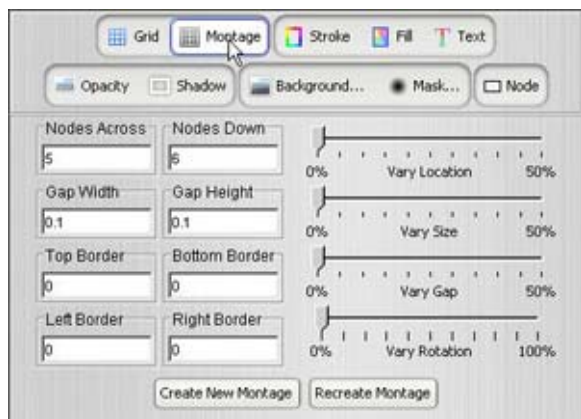 Grid Montage Stroke Fill Text
Opacity Shadow Background... Mask... Node
Nodes Across Nodes Down
5 6
0% Vary Location 50%
Gap Width Gap Height
0.1 0.1
0% Vary Size 50%
Top Border Bottom Border
0 0
0% Vary Gap 50%
Left Border Right Border
0 0
0% Vary Rotation 100%
Create New Montage Recreate Montage